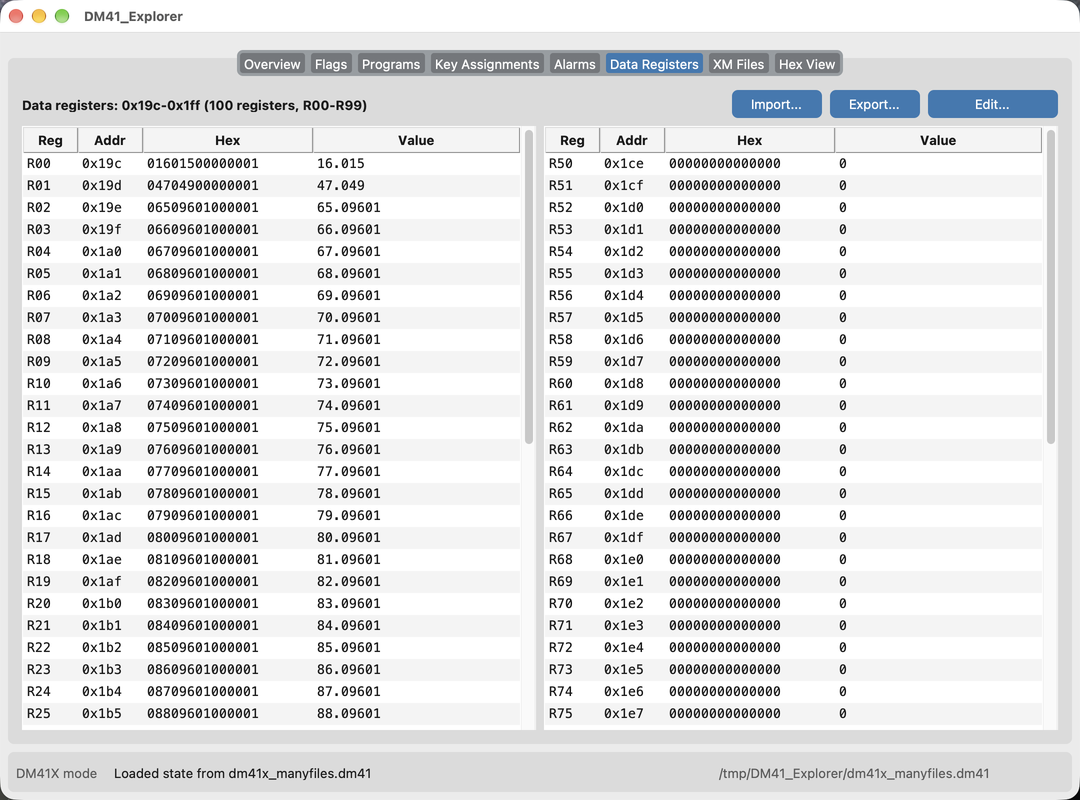 DM41_Explorer
Overview Flags Programs Key Assignments Alarms Data Registers XM Files Hex View
Data registers: 0x19c-0x1ff (100 registers, R00-R99) Import... Export... Edit...
Reg Addr Hex Value Reg Addr Hex Value
R00 0x19c 01601500000001 16.015 R50 0x1ce 00000000000000 0
R01 0x19d 04704900000001 47.049 R51 0x1cf 00000000000000 0
R02 0x19e 06509601000001 65.09601 R52 0x1d0 00000000000000 0
R03 0x19f 06609601000001 66.09601 R53 0x1d1 00000000000000 0
R04 0x1a0 06709601000001 67.09601 R54 0x1d2 00000000000000 0
R05 0x1a1 06809601000001 68.09601 R55 0x1d3 00000000000000 0
R06 0x1a2 06909601000001 69.09601 R56 0x1d4 00000000000000 0
R07 0x1a3 07009601000001 70.09601 R57 0x1d5 00000000000000 0
R08 0x1a4 07109601000001 71.09601 R58 0x1d6 00000000000000 0
R09 0x1a5 07209601000001 72.09601 R59 0x1d7 00000000000000 0
R10 0x1a6 07309601000001 73.09601 R60 0x1d8 00000000000000 0
R11 0x1a7 07409601000001 74.09601 R61 0x1d9 00000000000000 0
R12 0x1a8 07509601000001 75.09601 R62 0x1da 00000000000000 0
R13 0x1a9 07609601000001 76.09601 R63 0x1db 00000000000000 0
R14 0x1aa 07709601000001 77.09601 R64 0x1dc 00000000000000 0
R15 0x1ab 07809601000001 78.09601 R65 0x1dd 00000000000000 0
R16 0x1ac 07909601000001 79.09601 R66 0x1de 00000000000000 0
R17 0x1ad 08009601000001 80.09601 R67 0x1df 00000000000000 0
R18 0x1ae 08109601000001 81.09601 R68 0x1e0 00000000000000 0
R19 0x1af 08209601000001 82.09601 R69 0x1e1 00000000000000 0
R20 0x1b0 08309601000001 83.09601 R70 0x1e2 00000000000000 0
R21 0x1b1 08409601000001 84.09601 R71 0x1e3 00000000000000 0
R22 0x1b2 08509601000001 85.09601 R72 0x1e4 00000000000000 0
R23 0x1b3 08609601000001 86.09601 R73 0x1e5 00000000000000 0
R24 0x1b4 08709601000001 87.09601 R74 0x1e6 00000000000000 0
R25 0x1b5 08809601000001 88.09601 R75 0x1e7 00000000000000 0
DM41X mode Loaded state from dm41x_manyfiles.dm41 /tmp/DM41_Explorer/dm41x_manyfiles.dm41